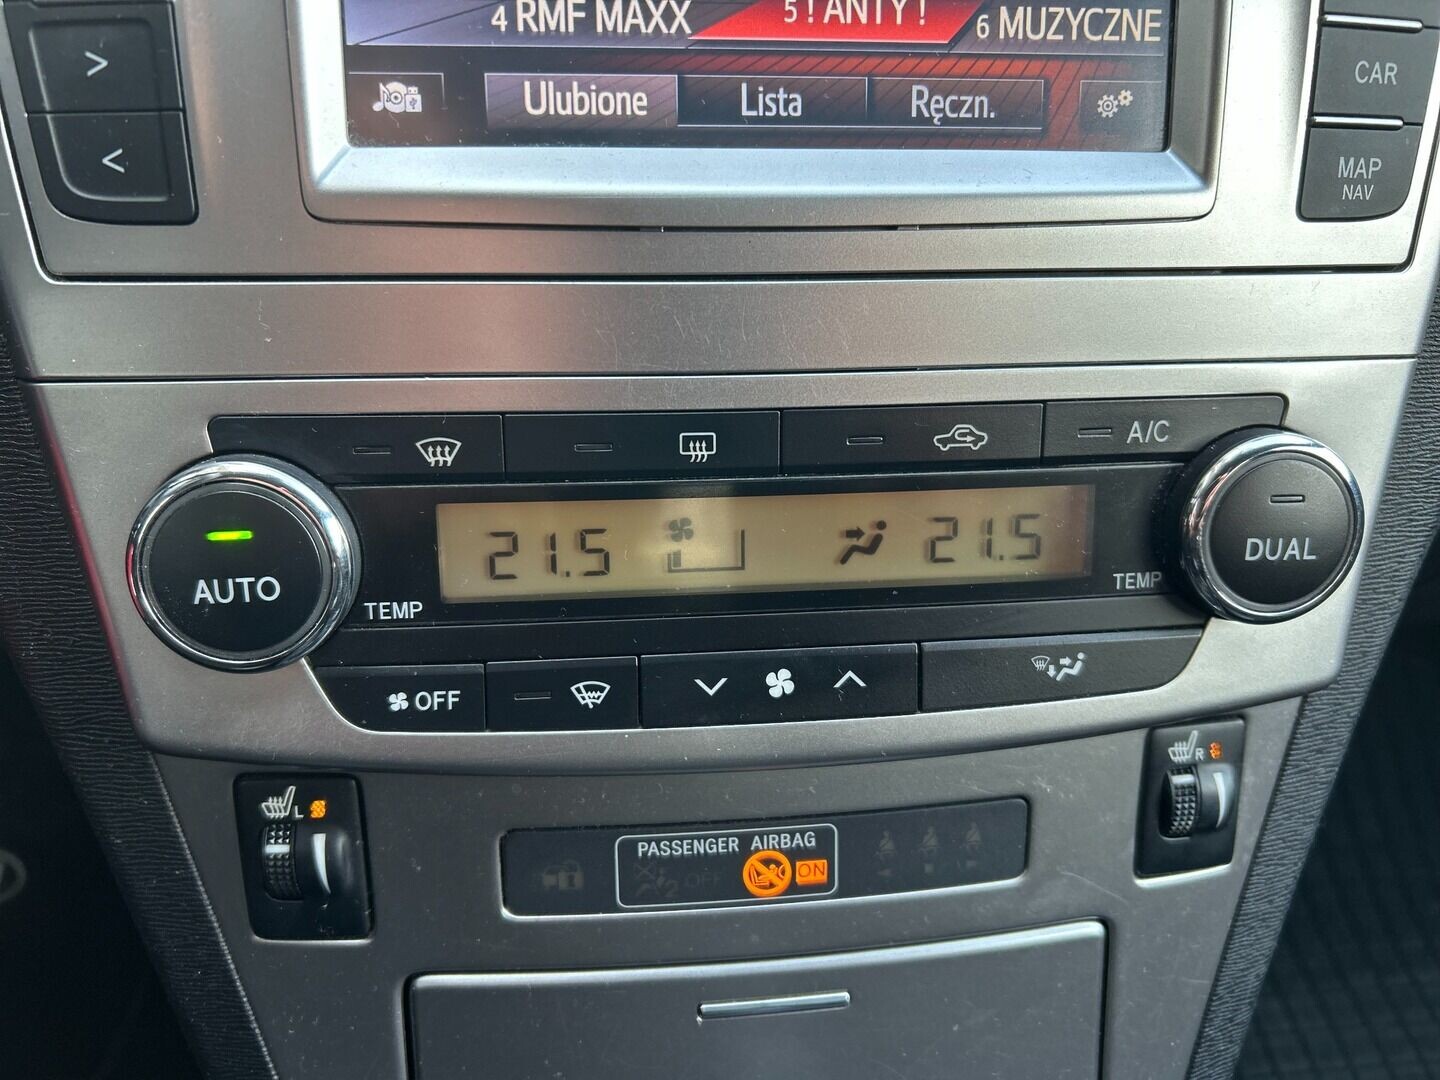 4 RMF MAXX
5 ! ANTY !
6 MUZYCZNE
>
<
Ulubione
Lista
Ręczn.
CAR
MAP
NAV
A/C
AUTO
TEMP
21.5
21.5
TEMP
DUAL
OFF
L
R
PASSENGER AIRBAG
OFF
ON